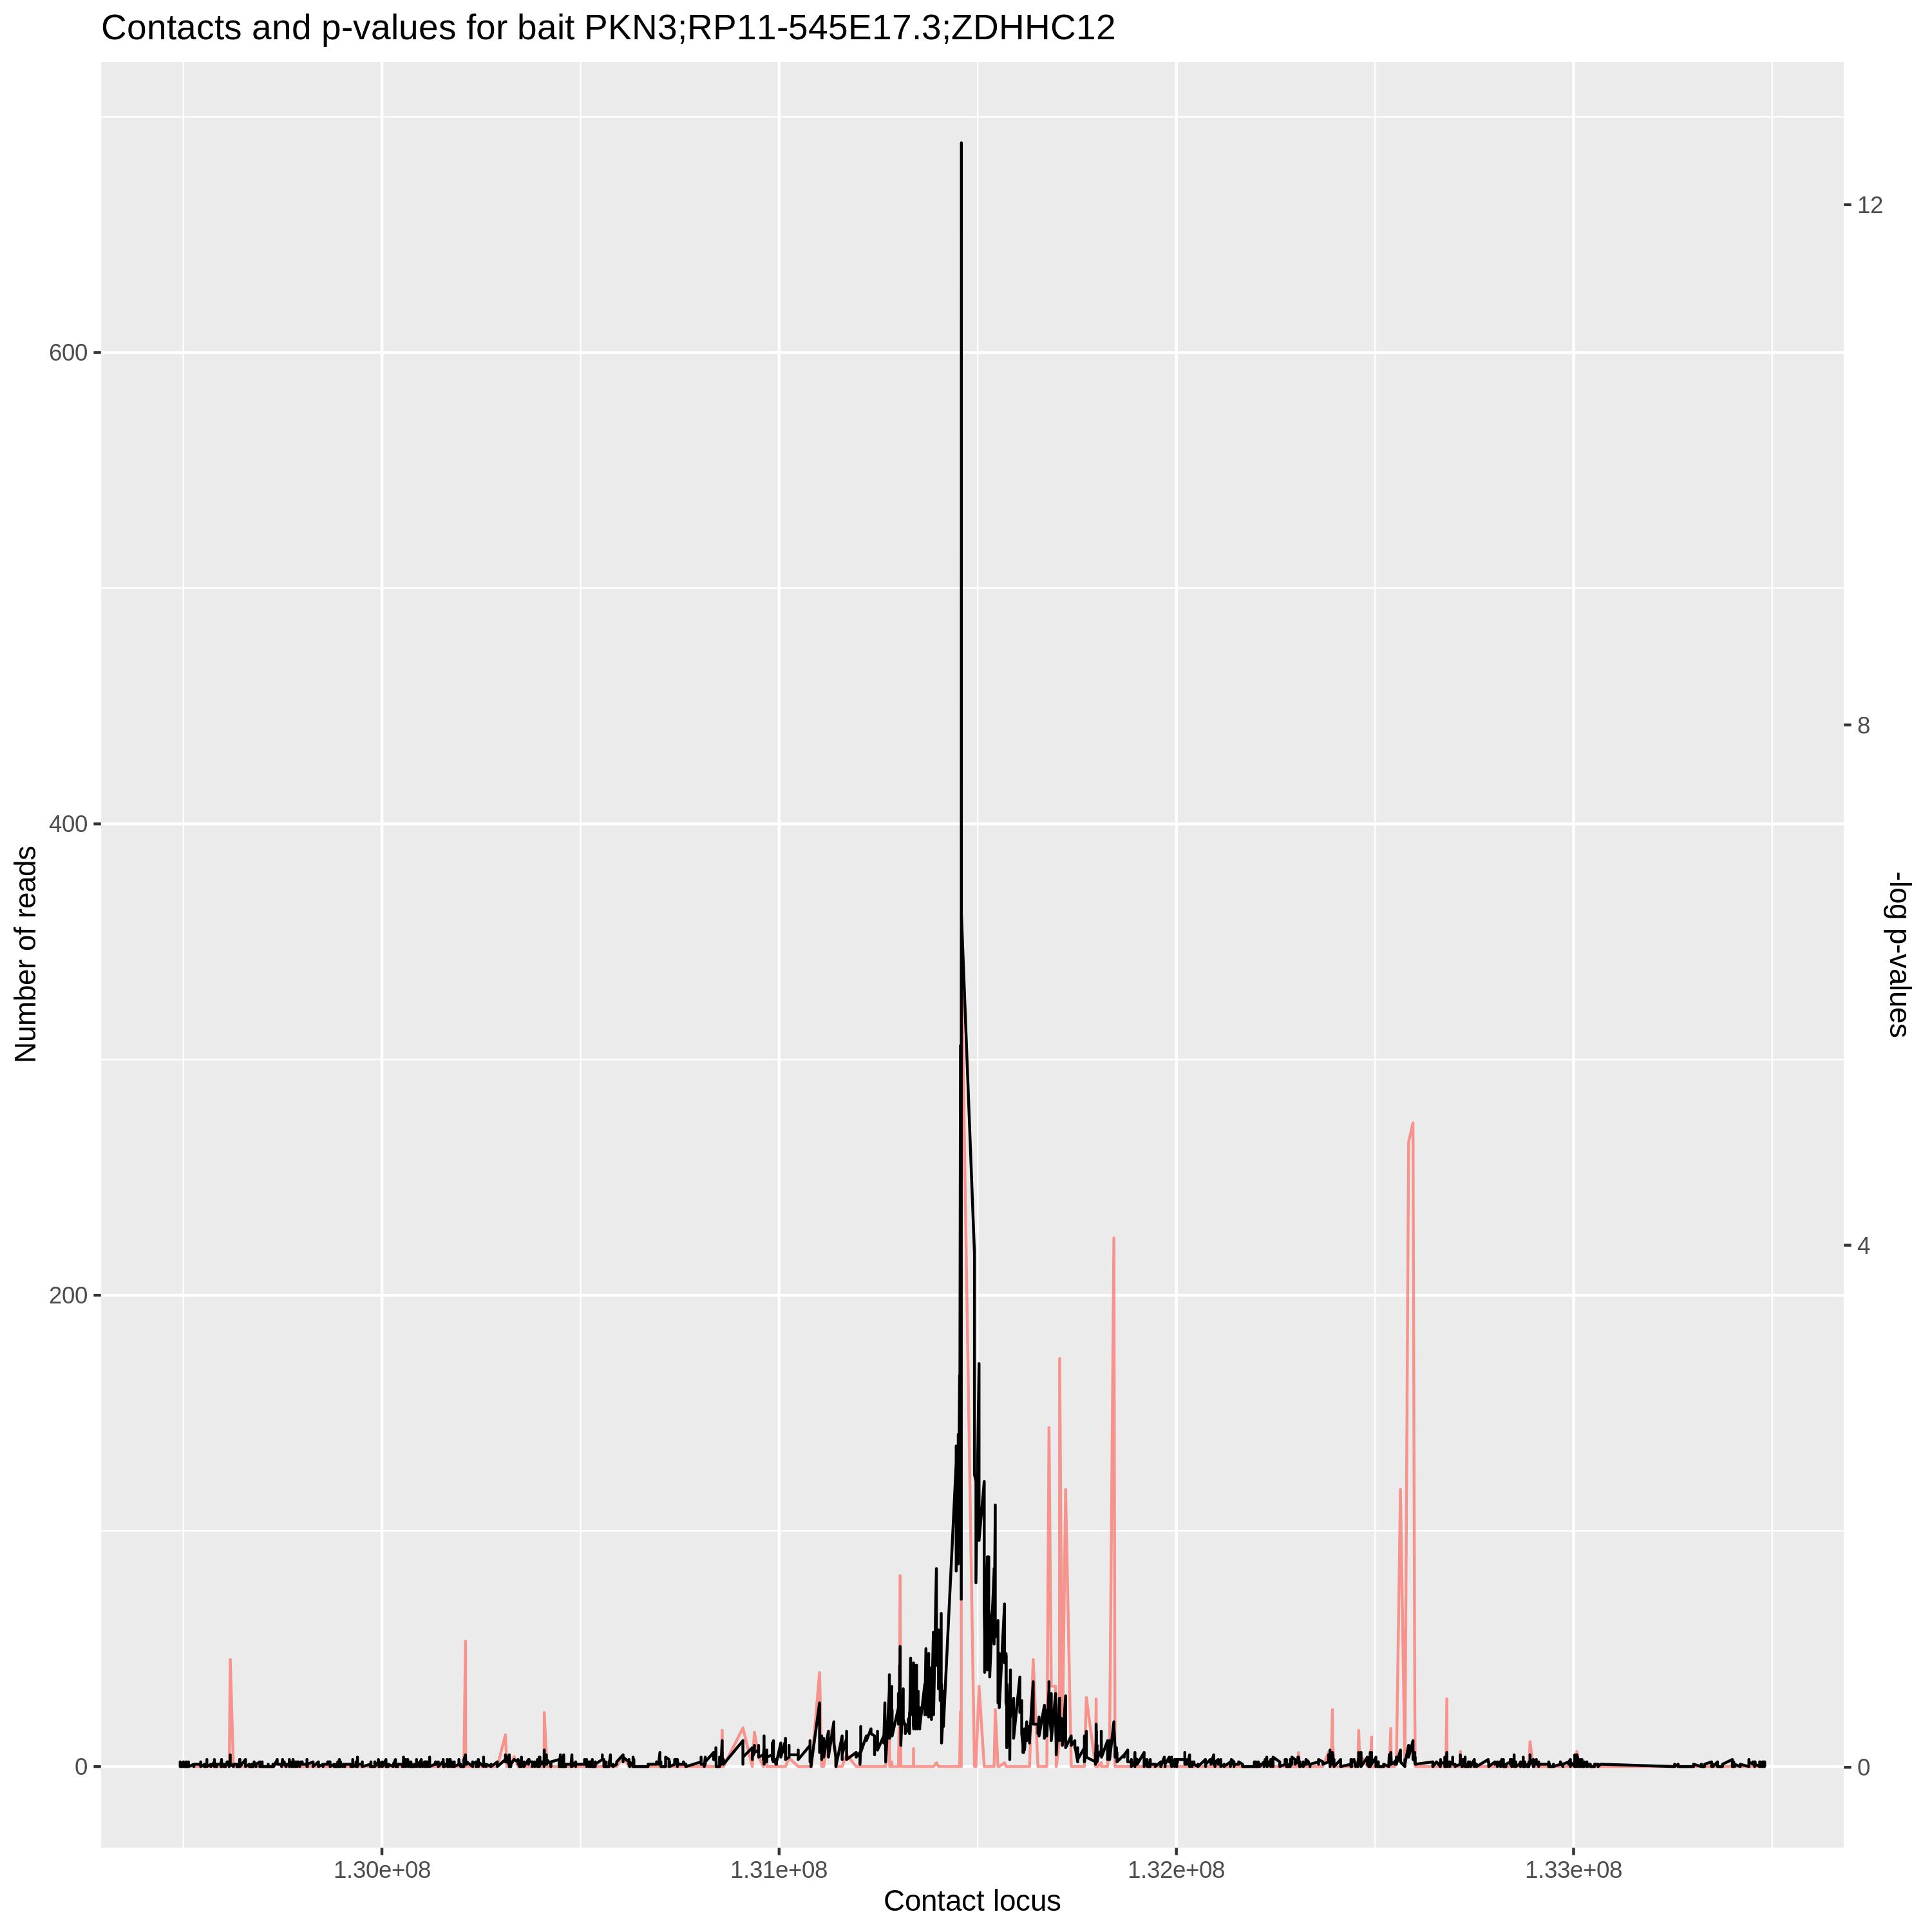 Contacts and p-values for bait PKN3;RP11-545E17.3;ZDHHC12
Number of reads
600
400
200
0
12
8
4
0
-log p-values
1.30e+08 1.31e+08 1.32e+08 1.33e+08
Contact locus